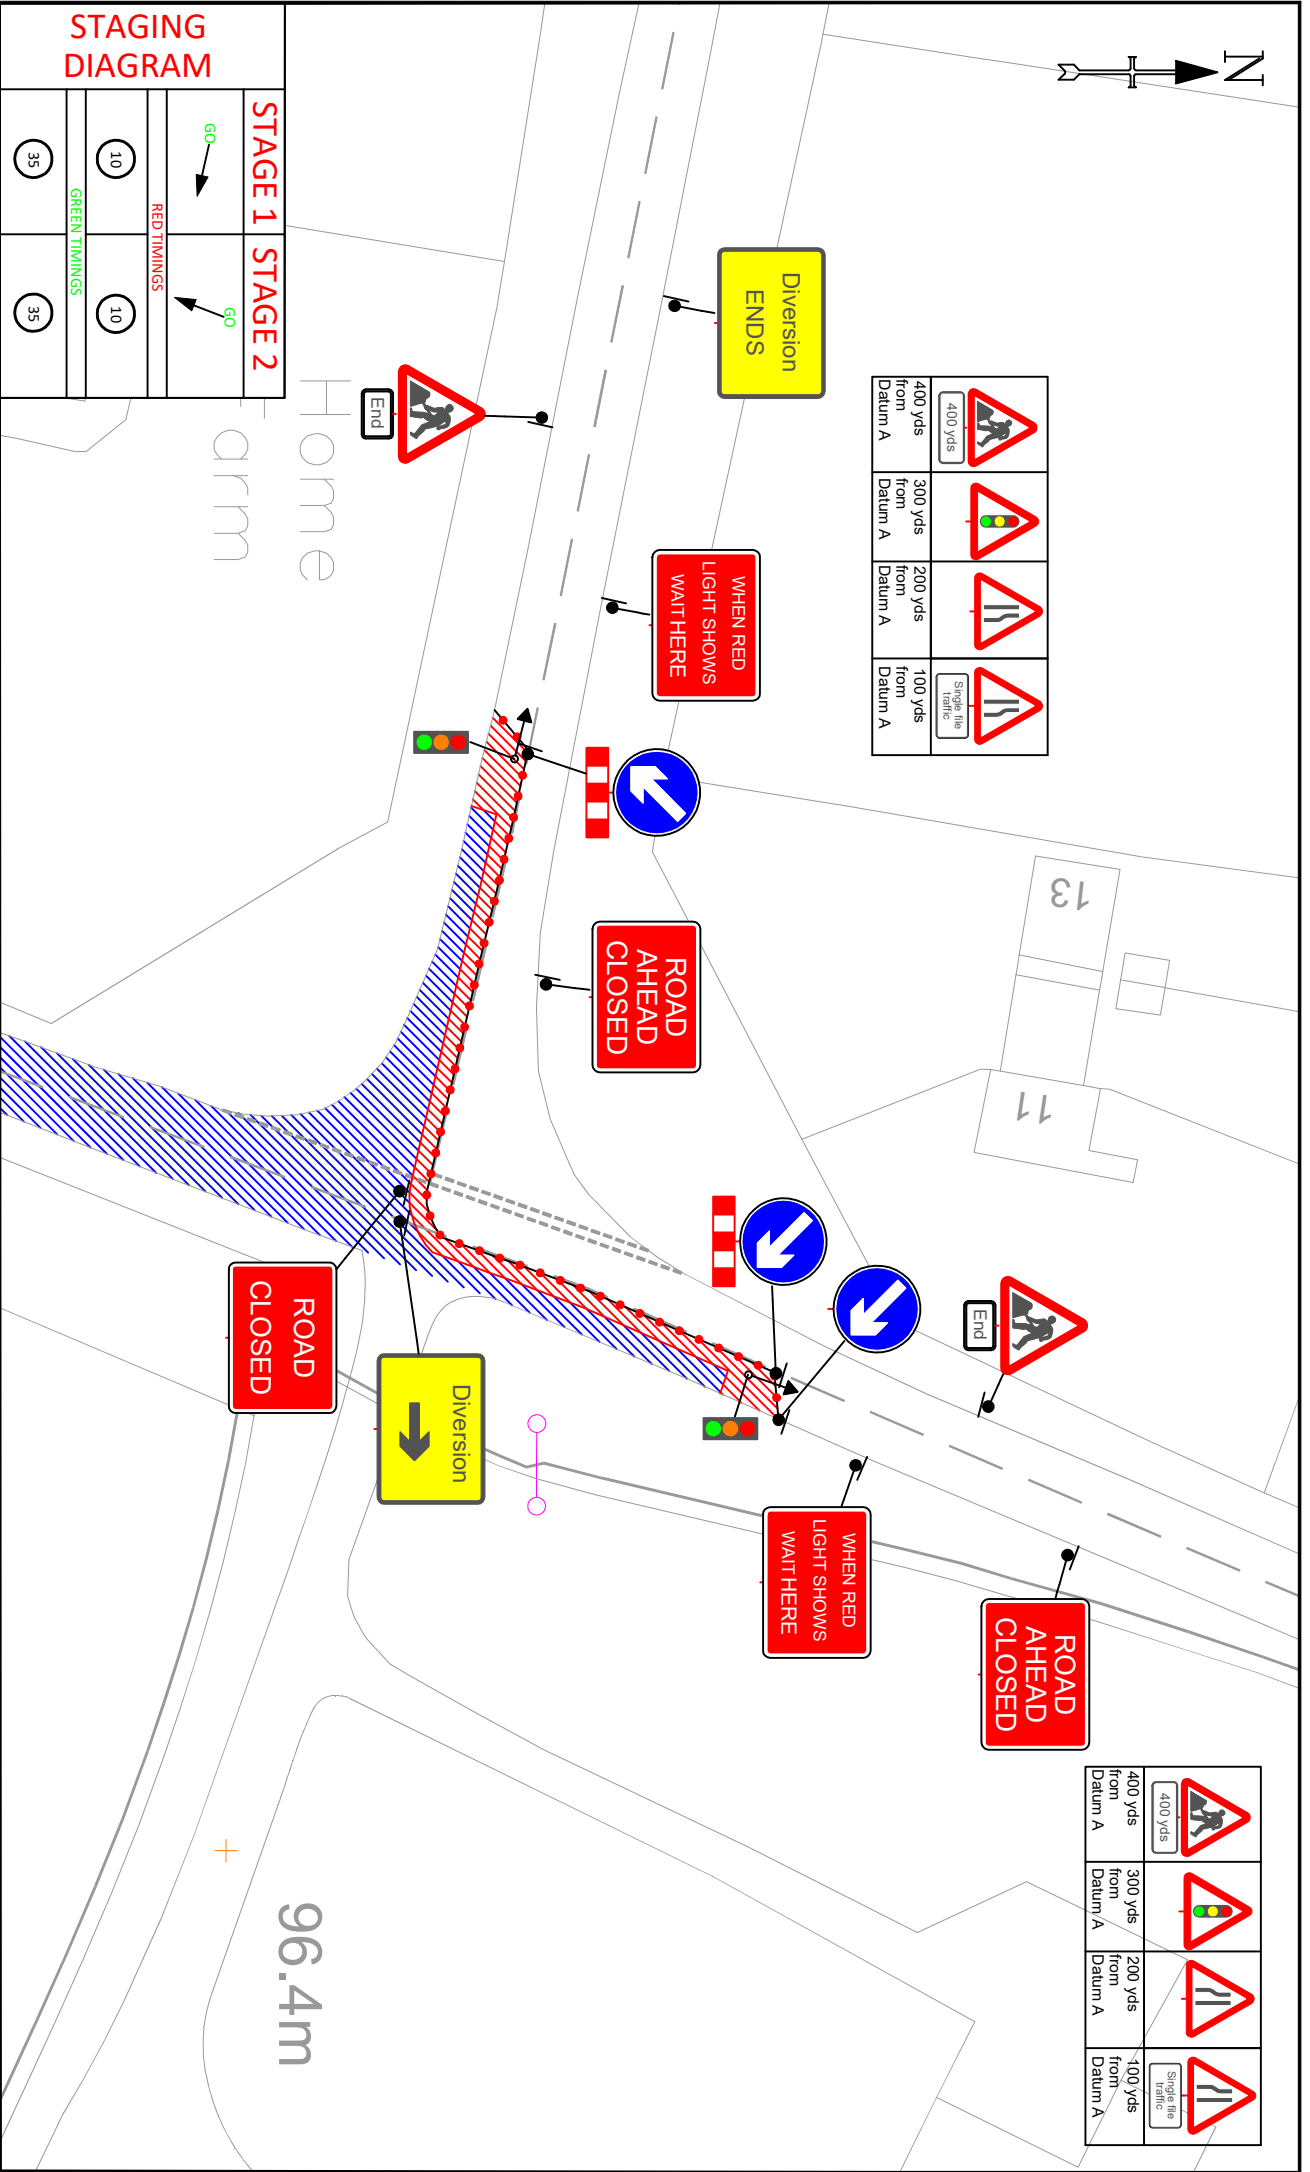 N
STAGING
DIAGRAM
STAGE 1
STAGE 2
GO
GO
RED TIMINGS
10
10
GREEN TIMINGS
35
35
Diversion
ENDS
400 yds
400 yds
from
Datum A
300 yds
from
Datum A
200 yds
from
Datum A
Single file
traffic
100 yds
from
Datum A
End
Home
arm
WHEN RED
LIGHT SHOWS
WAIT HERE
ROAD
AHEAD
CLOSED
13
11
End
ROAD
CLOSED
Diversion
WHEN RED
LIGHT SHOWS
WAIT HERE
ROAD
AHEAD
CLOSED
400 yds
400 yds
from
Datum A
300 yds
from
Datum A
200 yds
from
Datum A
Single file
traffic
100 yds
from
Datum A
96.4m